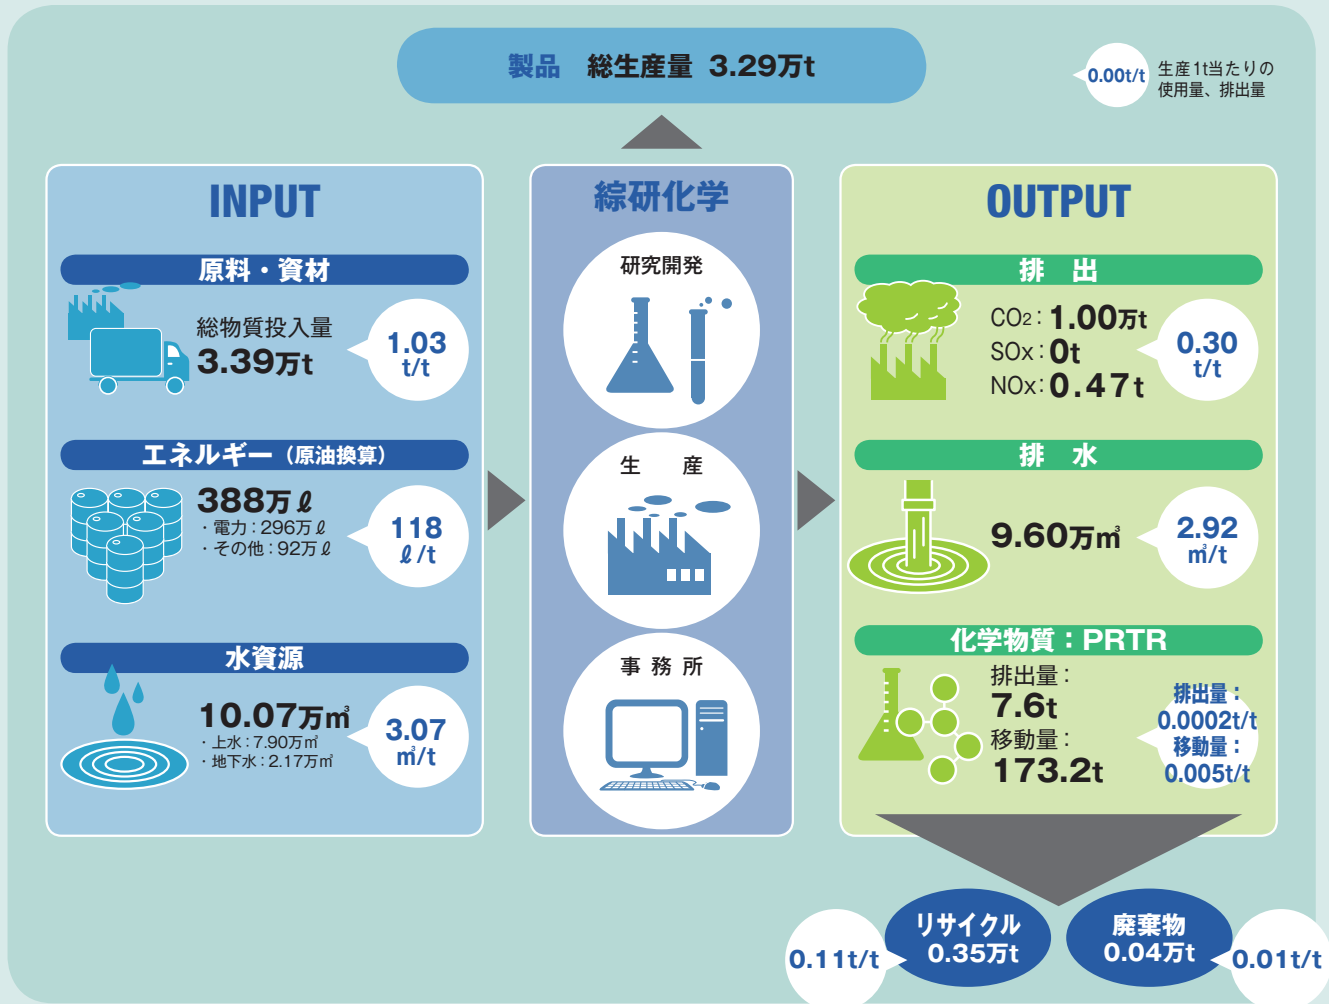 製品 総生産量 3.29万t
0.00t/t
生産1t当たりの
使用量、排出量
INPUT
原料・資材
総物質投入量
3.39万t
1.03
t/t
エネルギー（原油換算）
388万ℓ
・電力：296万ℓ
・その他：92万ℓ
118
ℓ/t
水資源
10.07万㎥
・上水：7.90万㎥
・地下水：2.17万㎥
3.07
㎥/t
綜研化学
研究開発
生 産
事 務 所
OUTPUT
排 出
CO2：1.00万t
SOx：0t
NOx：0.47t
0.30
t/t
排 水
9.60万㎥
2.92
㎥/t
化学物質：PRTR
排出量：
7.6t
移動量：
173.2t
排出量：
0.0002t/t
移動量：
0.005t/t
リサイクル
0.35万t
0.11t/t
廃棄物
0.04万t
0.01t/t